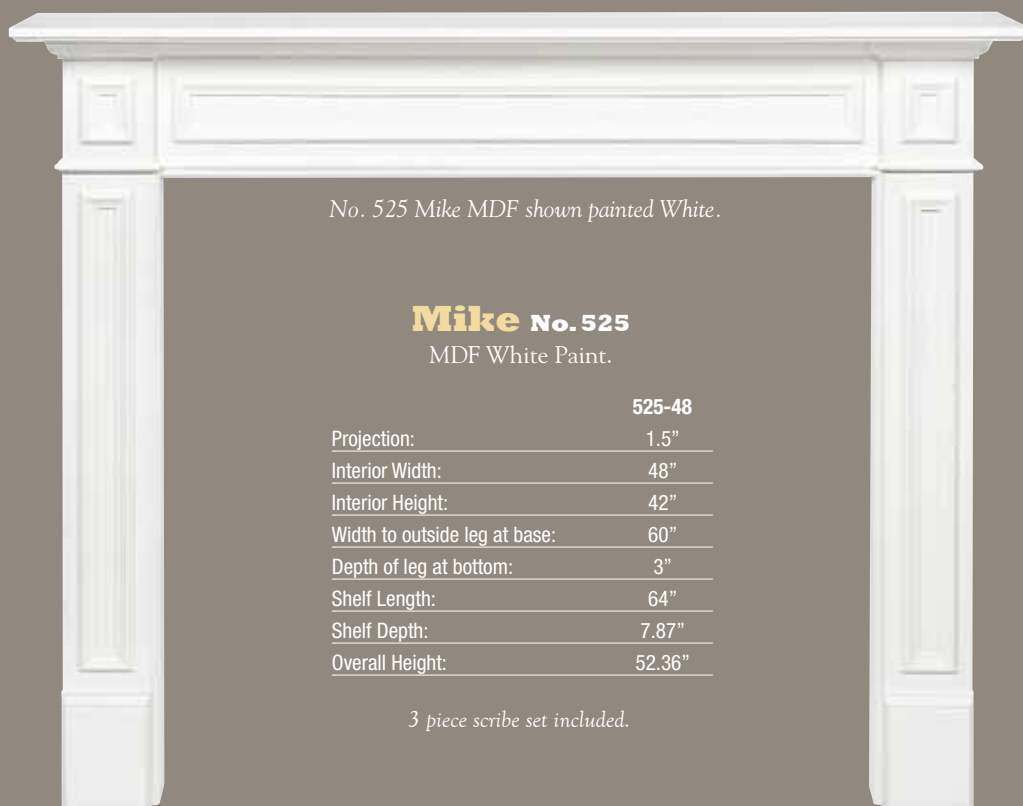 No. 525 Mike MDF shown painted White.
Mike No. 525
MDF White Paint.
525-48
Projection: 1.5”
Interior Width: 48”
Interior Height: 42”
Width to outside leg at base: 60”
Depth of leg at bottom: 3”
Shelf Length: 64”
Shelf Depth: 7.87”
Overall Height: 52.36”
3 piece scribe set included.